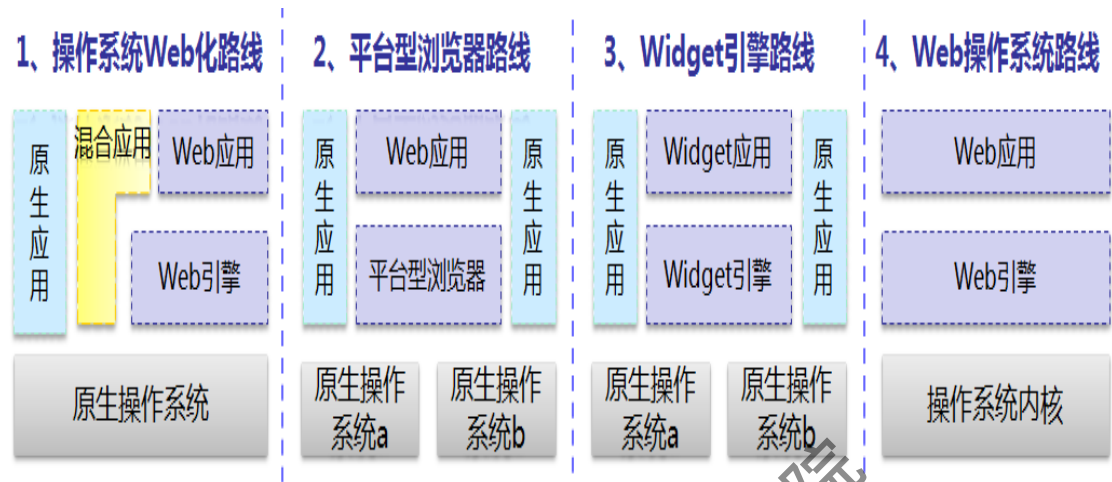 1、操作系统Web化路线
原生应用
混合应用
Web应用
Web引擎
原生操作系统
2、平台型浏览器路线
原生应用
Web应用
平台型浏览器
原生应用
原生操作
系统a
原生操作
系统b
3、Widget引擎路线
原生应用
Widget应用
Widget引擎
原生应用
原生操作
系统a
原生操作
系统b
4、Web操作系统路线
Web应用
Web引擎
操作系统内核
院